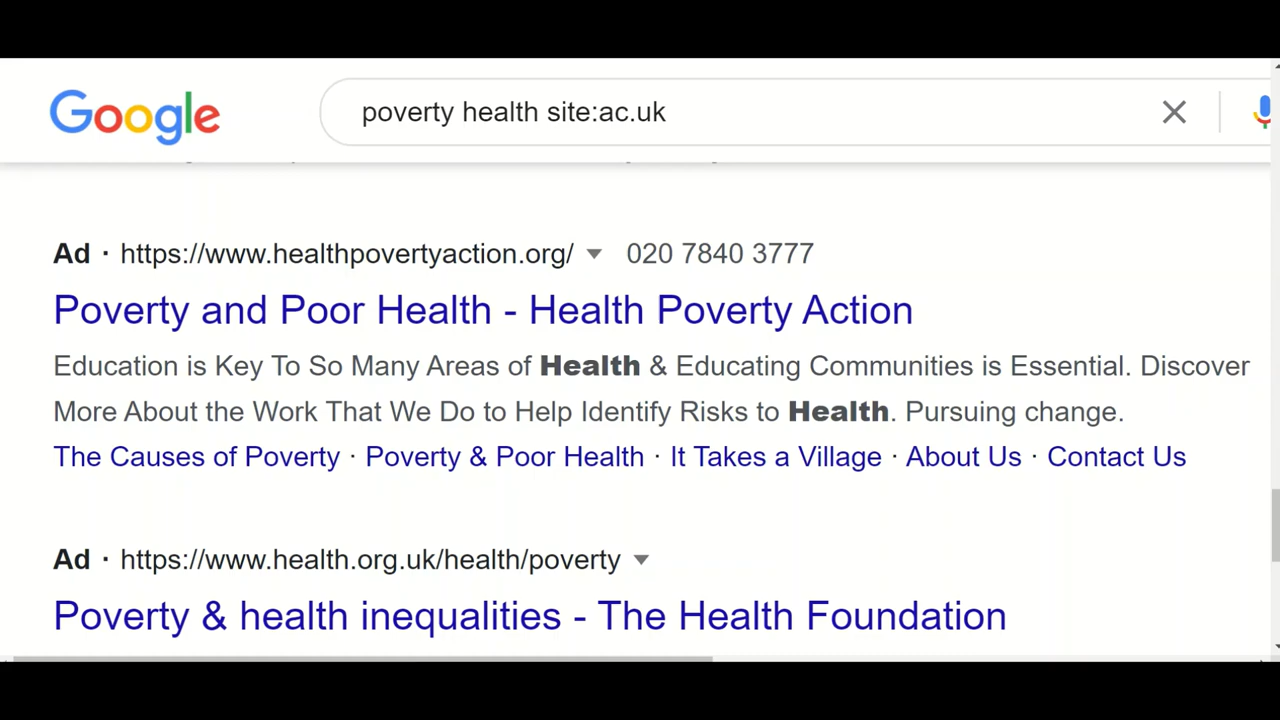 Google
poverty health site:ac.uk
Ad · https://www.healthpovertyaction.org/ 020 7840 3777
Poverty and Poor Health - Health Poverty Action
Education is Key To So Many Areas of Health & Educating Communities is Essential. Discover
More About the Work That We Do to Help Identify Risks to Health. Pursuing change.
The Causes of Poverty · Poverty & Poor Health · It Takes a Village · About Us · Contact Us
Ad · https://www.health.org.uk/health/poverty
Poverty & health inequalities - The Health Foundation